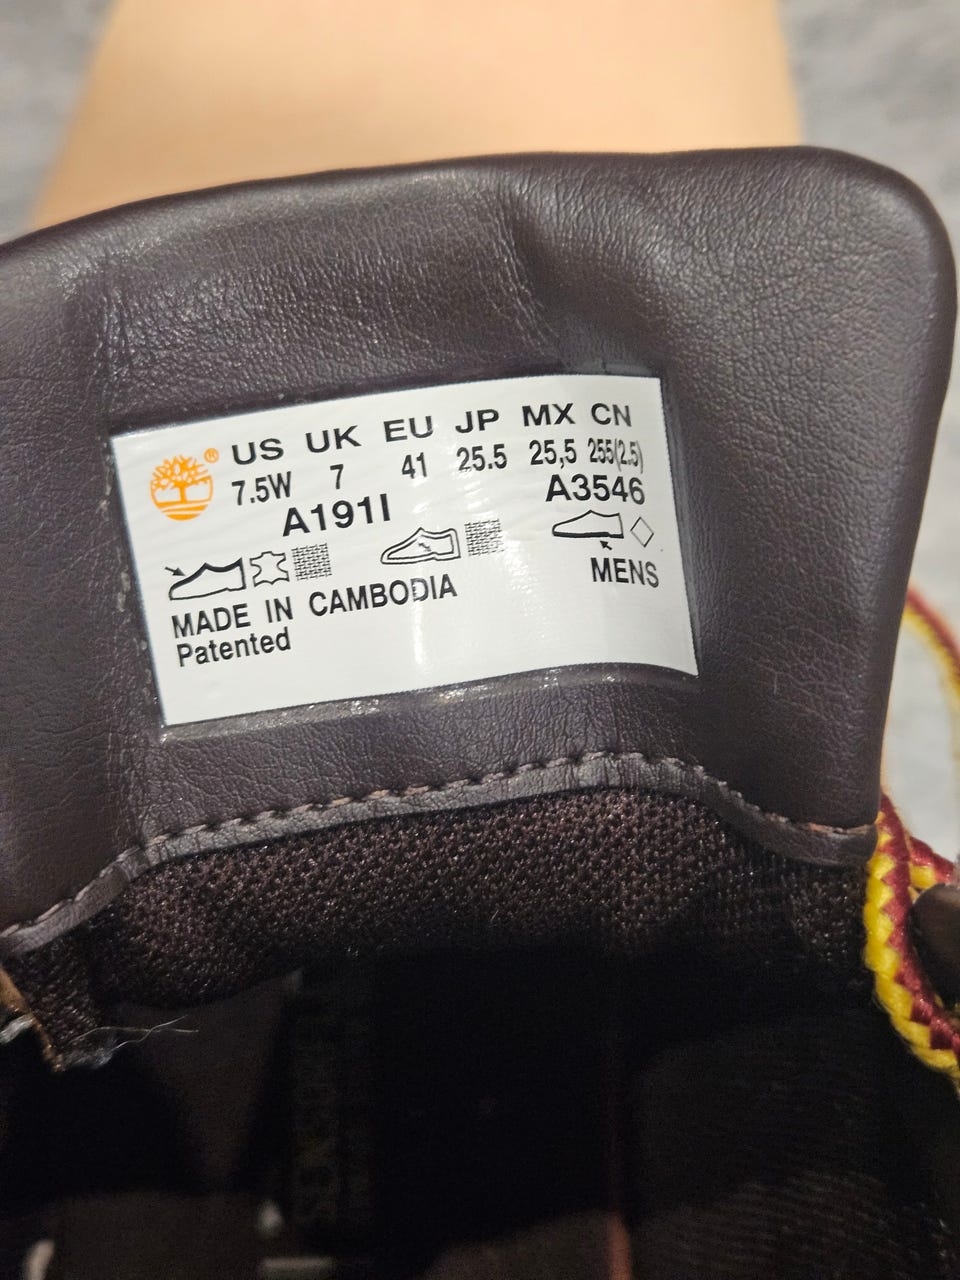 US UK EU JP MX CN
7.5W 7 41 25.5 25,5 255(2.5)
A191I A3546
MENS
MADE IN CAMBODIA
Patented
®